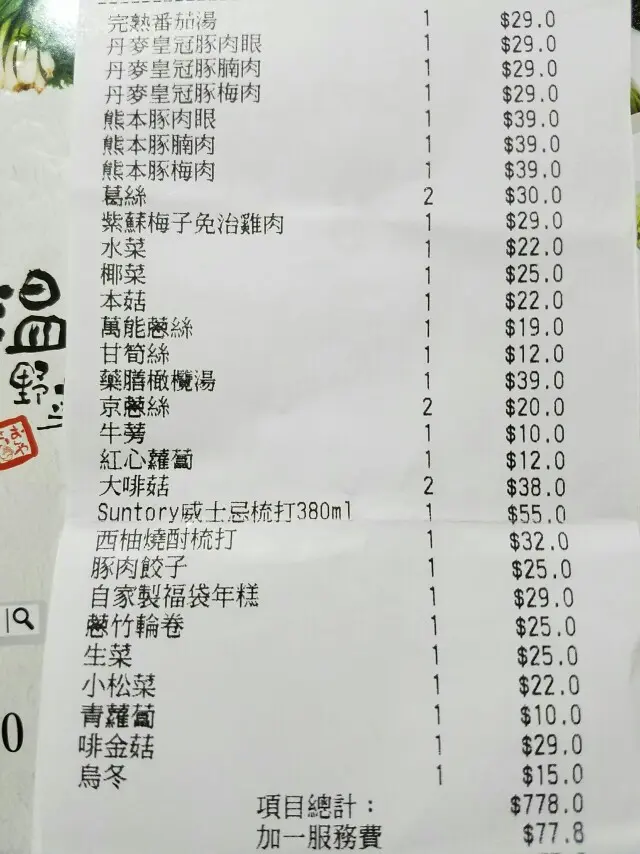 完熟番茄湯 1 $29.0
丹麥皇冠豚肉眼 1 $29.0
丹麥皇冠豚腩肉 1 $29.0
丹麥皇冠豚梅肉 1 $29.0
熊本豚肉眼 1 $39.0
熊本豚腩肉 1 $39.0
熊本豚梅肉 1 $39.0
葛絲 2 $30.0
紫蘇梅子免治雞肉 1 $29.0
水菜 1 $22.0
椰菜 1 $25.0
本菇 1 $22.0
萬能蔥絲 1 $19.0
甘筍絲 1 $12.0
藥膳橄欖湯 1 $39.0
京蔥絲 2 $20.0
牛蒡 1 $10.0
紅心蘿蔔 1 $12.0
大啡菇 2 $38.0
Suntory威士忌梳打380ml 1 $55.0
西柚燒酎梳打 1 $32.0
豚肉餃子 1 $25.0
自家製福袋年糕 1 $29.0
蔥竹輪卷 1 $25.0
生菜 1 $25.0
小松菜 1 $22.0
青蘿蔔 1 $10.0
啡金菇 1 $29.0
烏冬 1 $15.0
項目總計： $778.0
加一服務費 $77.8
溫
野
0